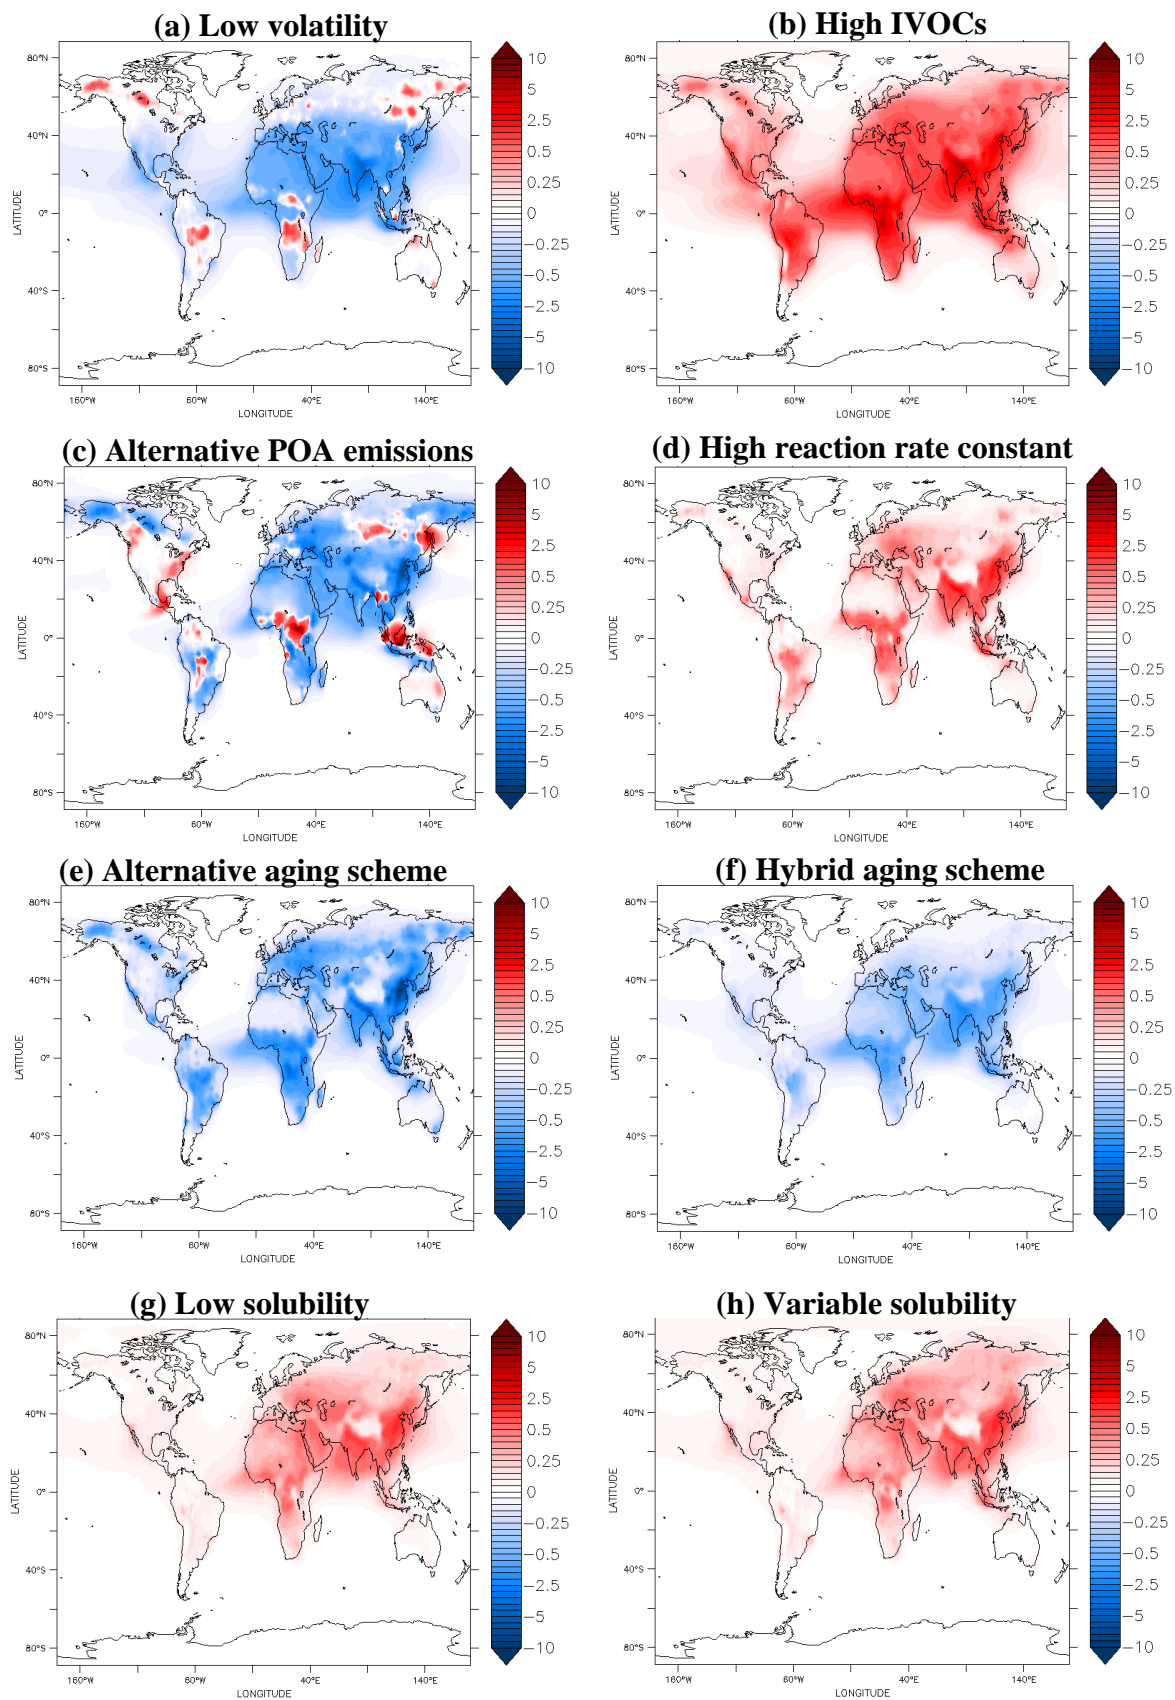 (a) Low volatility
80°N
40°N
0°
40°S
80°S
LATITUDE
160°W 60°W 40°E 140°E
LONGITUDE
10
5
2.5
0.5
0.25
0
−0.25
−0.5
−2.5
−5
−10
(b) High IVOCs
80°N
40°N
0°
40°S
80°S
LATITUDE
160°W 60°W 40°E 140°E
LONGITUDE
10
5
2.5
0.5
0.25
0
−0.25
−0.5
−2.5
−5
−10
(c) Alternative POA emissions
80°N
40°N
0°
40°S
80°S
LATITUDE
160°W 60°W 40°E 140°E
LONGITUDE
10
5
2.5
0.5
0.25
0
−0.25
−0.5
−2.5
−5
−10
(d) High reaction rate constant
80°N
40°N
0°
40°S
80°S
LATITUDE
160°W 60°W 40°E 140°E
LONGITUDE
10
5
2.5
0.5
0.25
0
−0.25
−0.5
−2.5
−5
−10
(e) Alternative aging scheme
80°N
40°N
0°
40°S
80°S
LATITUDE
160°W 60°W 40°E 140°E
LONGITUDE
10
5
2.5
0.5
0.25
0
−0.25
−0.5
−2.5
−5
−10
(f) Hybrid aging scheme
80°N
40°N
0°
40°S
80°S
LATITUDE
160°W 60°W 40°E 140°E
LONGITUDE
10
5
2.5
0.5
0.25
0
−0.25
−0.5
−2.5
−5
−10
(g) Low solubility
80°N
40°N
0°
40°S
80°S
LATITUDE
160°W 60°W 40°E 140°E
LONGITUDE
10
5
2.5
0.5
0.25
0
−0.25
−0.5
−2.5
−5
−10
(h) Variable solubility
80°N
40°N
0°
40°S
80°S
LATITUDE
160°W 60°W 40°E 140°E
LONGITUDE
10
5
2.5
0.5
0.25
0
−0.25
−0.5
−2.5
−5
−10